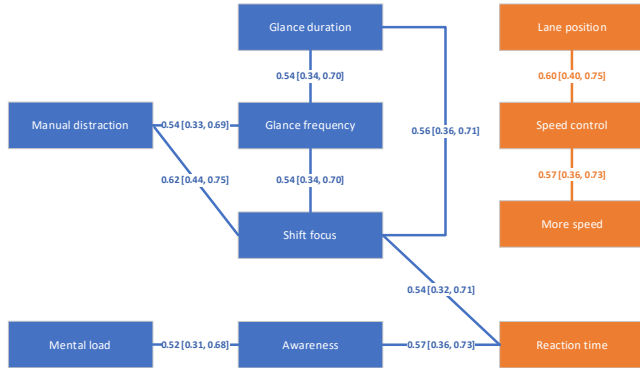 Glance duration
Lane position
0.54 [0.34, 0.70]
0.60 [0.40, 0.75]
Manual distraction
0.54 [0.33, 0.69]
Glance frequency
0.56 [0.36, 0.71]
Speed control
0.62 [0.44, 0.75]
0.54 [0.34, 0.70]
0.57 [0.36, 0.73]
Shift focus
More speed
0.54 [0.32, 0.71]
Mental load
0.52 [0.31, 0.68]
Awareness
0.57 [0.36, 0.73]
Reaction time